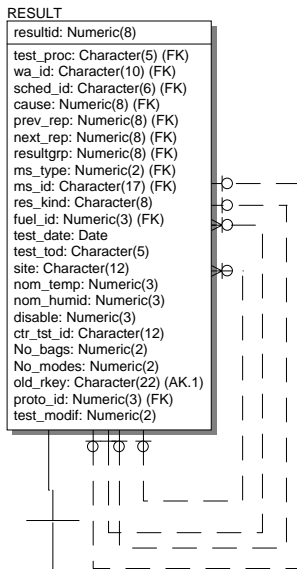 RESULT
resultid: Numeric(8)
test_proc: Character(5) (FK)
wa_id: Character(10) (FK)
sched_id: Character(6) (FK)
cause: Numeric(8) (FK)
prev_rep: Numeric(8) (FK)
next_rep: Numeric(8) (FK)
resultgrp: Numeric(8) (FK)
ms_type: Numeric(2) (FK)
ms_id: Character(17) (FK)
res_kind: Character(8)
fuel_id: Numeric(3) (FK)
test_date: Date
test_tod: Character(5)
site: Character(12)
nom_temp: Numeric(3)
nom_humid: Numeric(3)
disable: Numeric(3)
ctr_tst_id: Character(12)
No_bags: Numeric(2)
No_modes: Numeric(2)
old_rkey: Character(22) (AK.1)
proto_id: Numeric(3) (FK)
test_modif: Numeric(2)